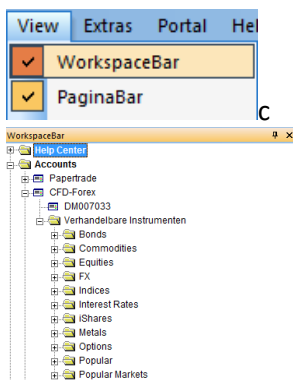 View Extras Portal Hel
WorkspaceBar
PaginaBar
c
WorkspaceBar
Help Center
Accounts
Papertrade
CFD-Forex
DM007033
Verhandelbare Instrumenten
Bonds
Commodities
Equities
FX
Indices
Interest Rates
iShares
Metals
Options
Popular
Popular Markets